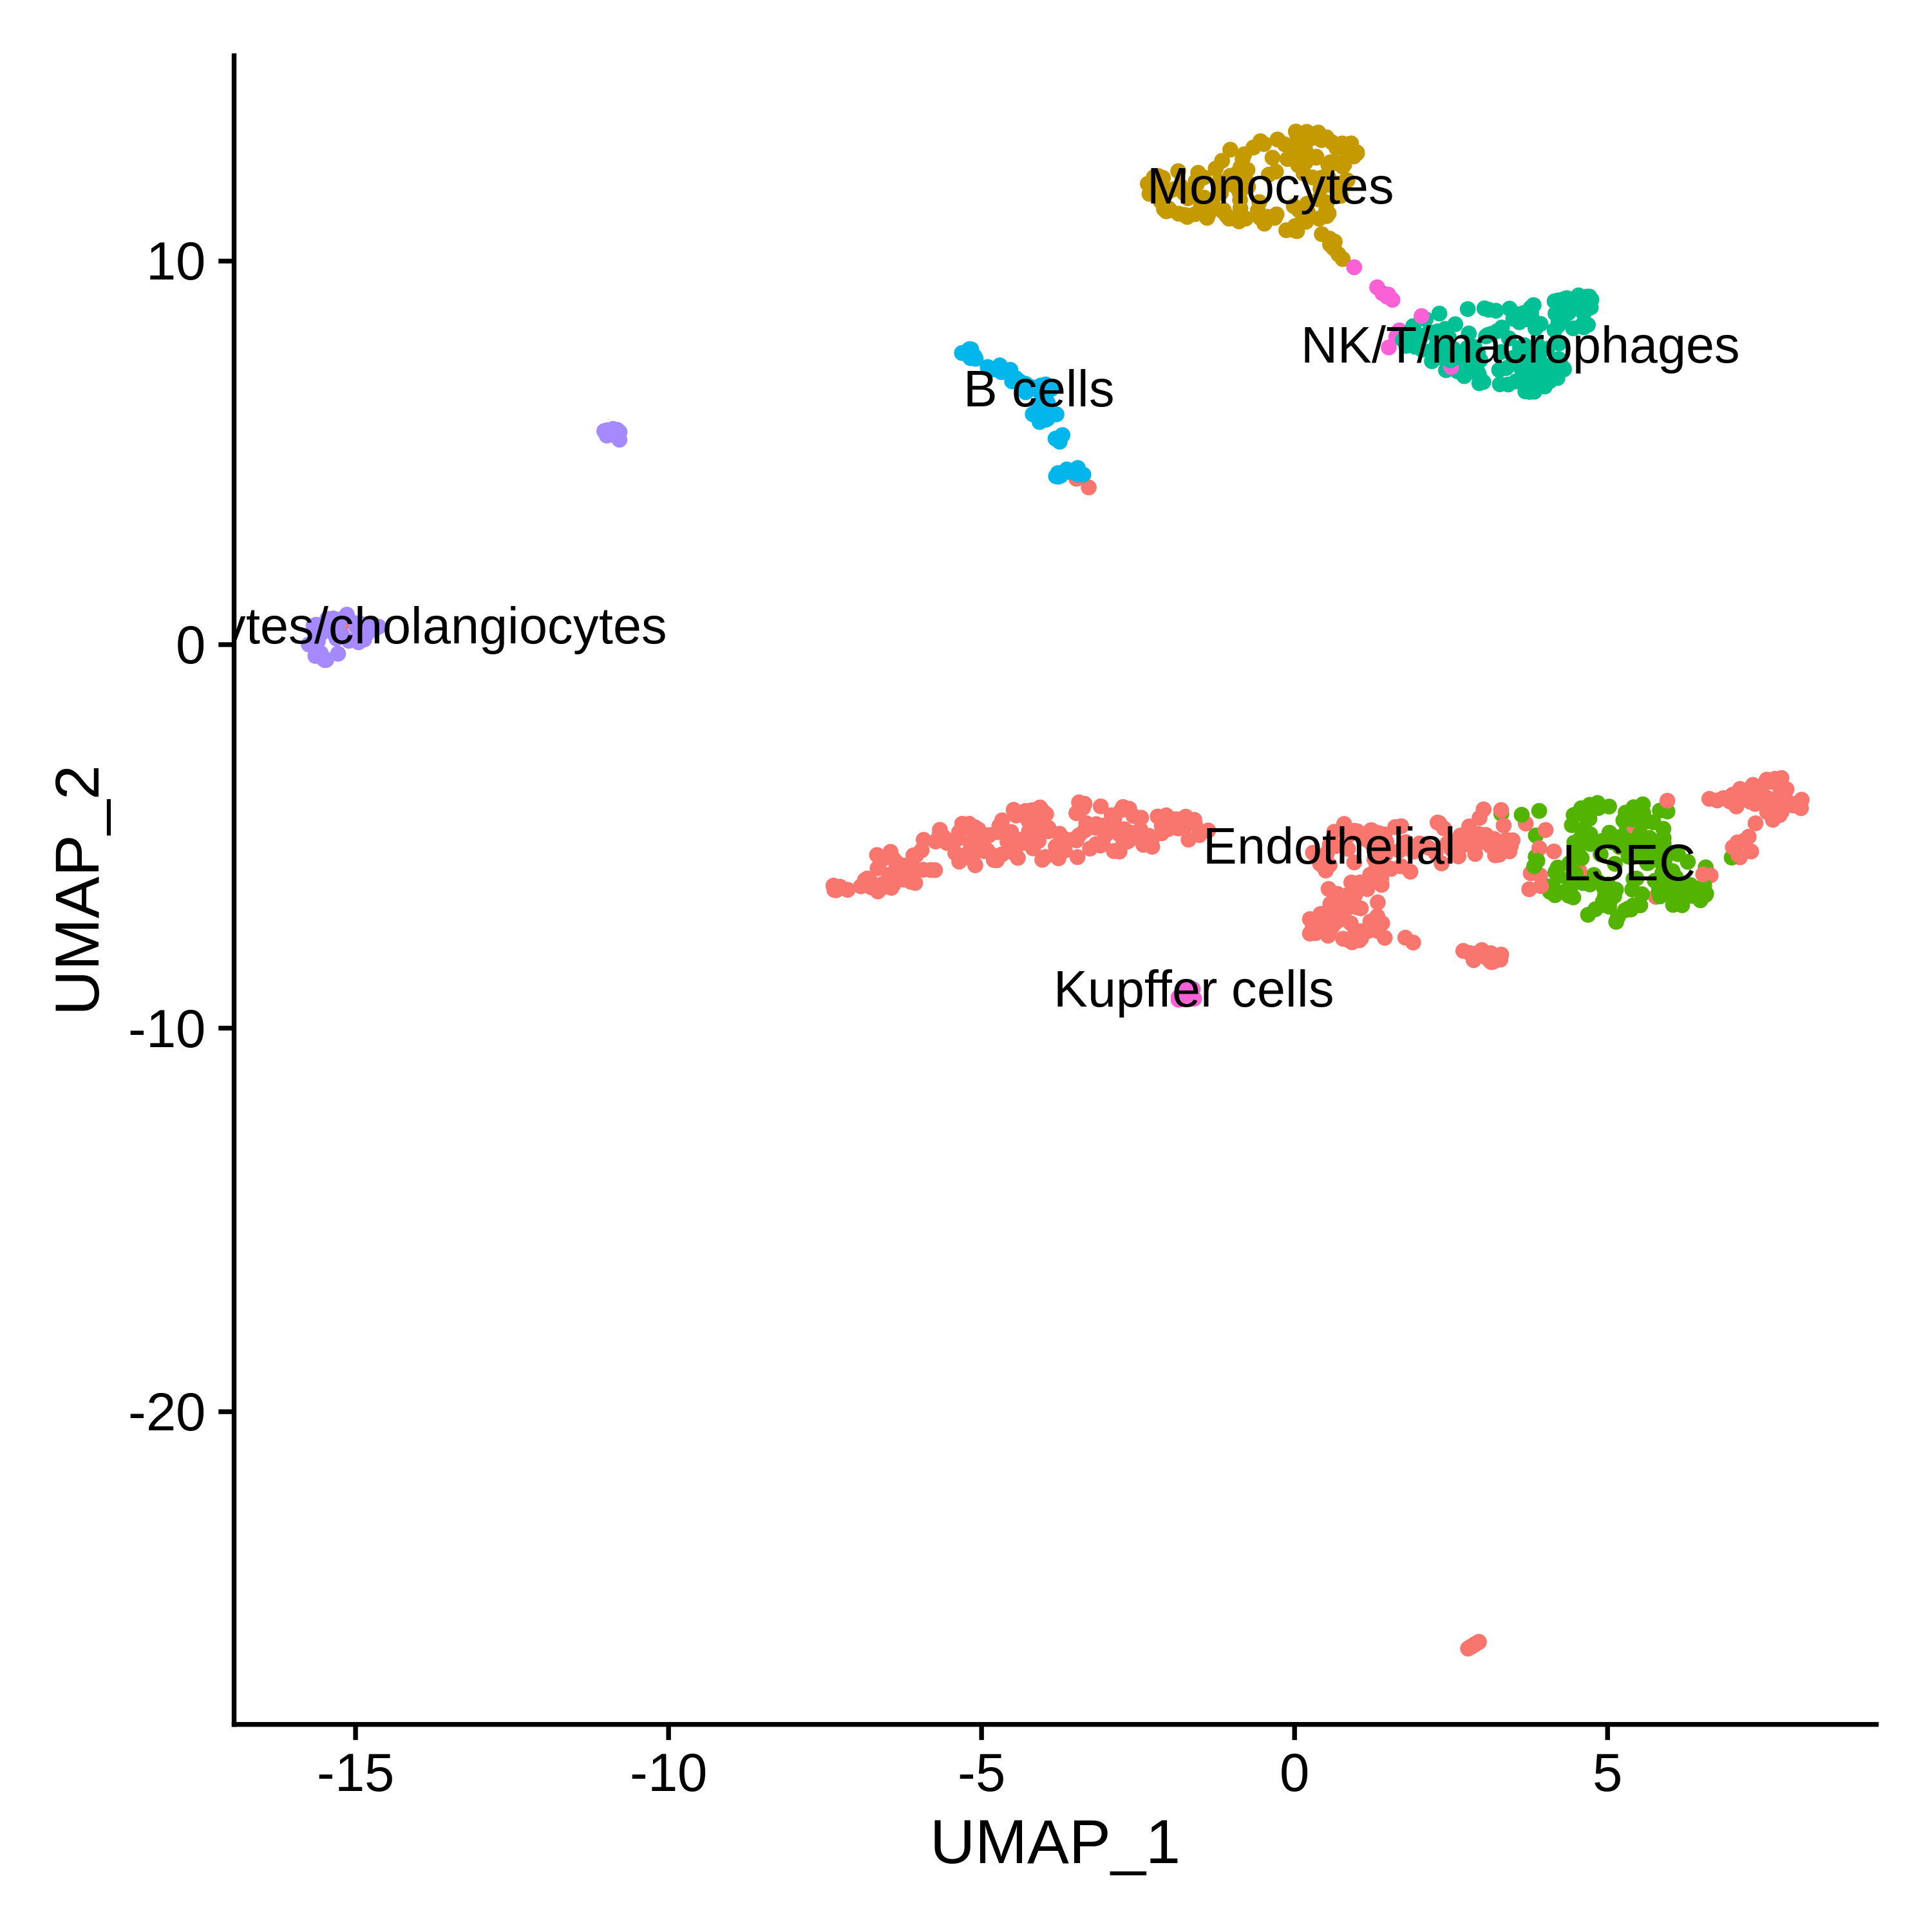 Monocytes
10
NK/T/macrophages
B cells
ytes/cholangiocytes
0
UMAP_2
Endothelial
LSEC
Kupffer cells
-10
-20
-15 -10 -5 0 5
UMAP_1